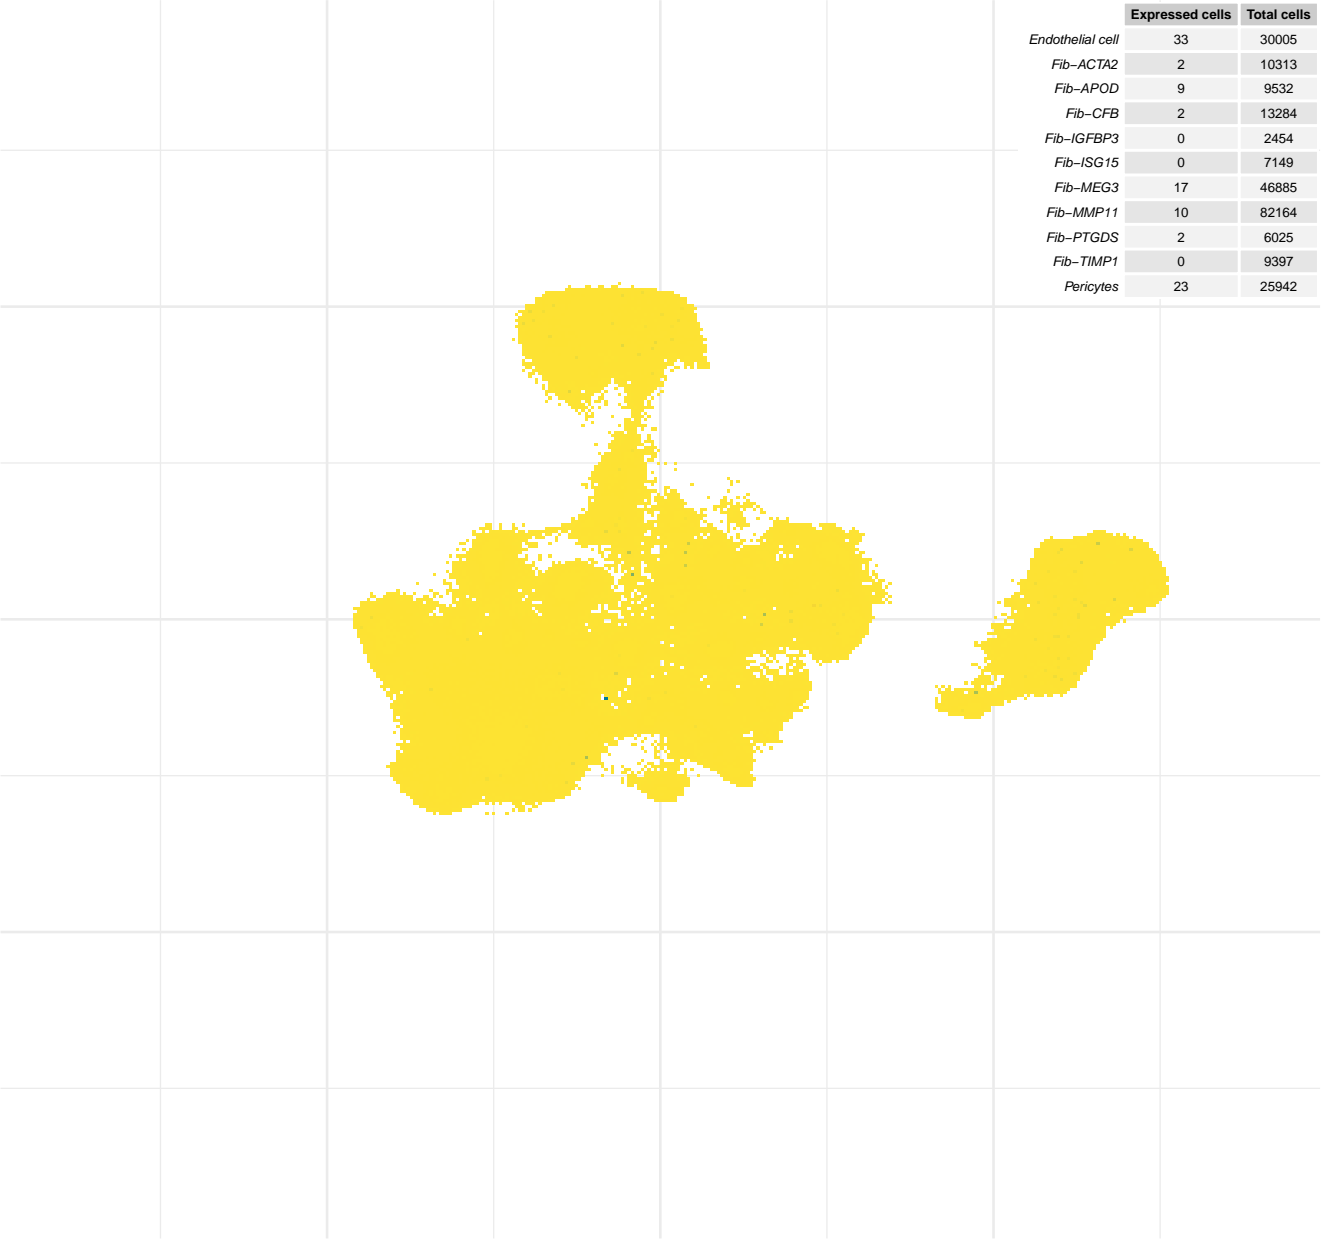 Expressed cells Total cells
Endothelial cell 33 30005
Fib−ACTA2 2 10313
Fib−APOD 9 9532
Fib−CFB 2 13284
Fib−IGFBP3 0 2454
Fib−ISG15 0 7149
Fib−MEG3 17 46885
Fib−MMP11 10 82164
Fib−PTGDS 2 6025
Fib−TIMP1 0 9397
Pericytes 23 25942